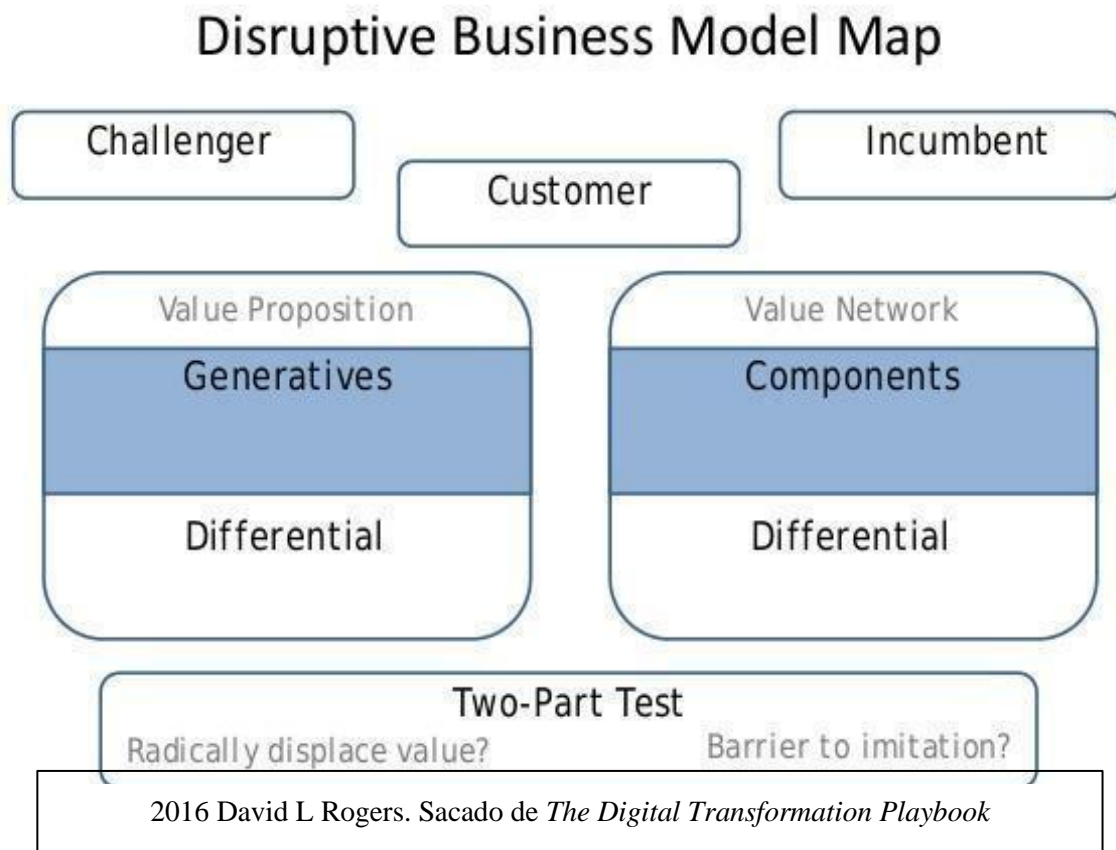 Disruptive Business Model Map
Challenger
Incumbent
Customer
Value Proposition
Generatives
Differential
Value Network
Components
Differential
Two-Part Test
Radically displace value?
Barrier to imitation?
2016 David L Rogers. Sacado de The Digital Transformation Playbook